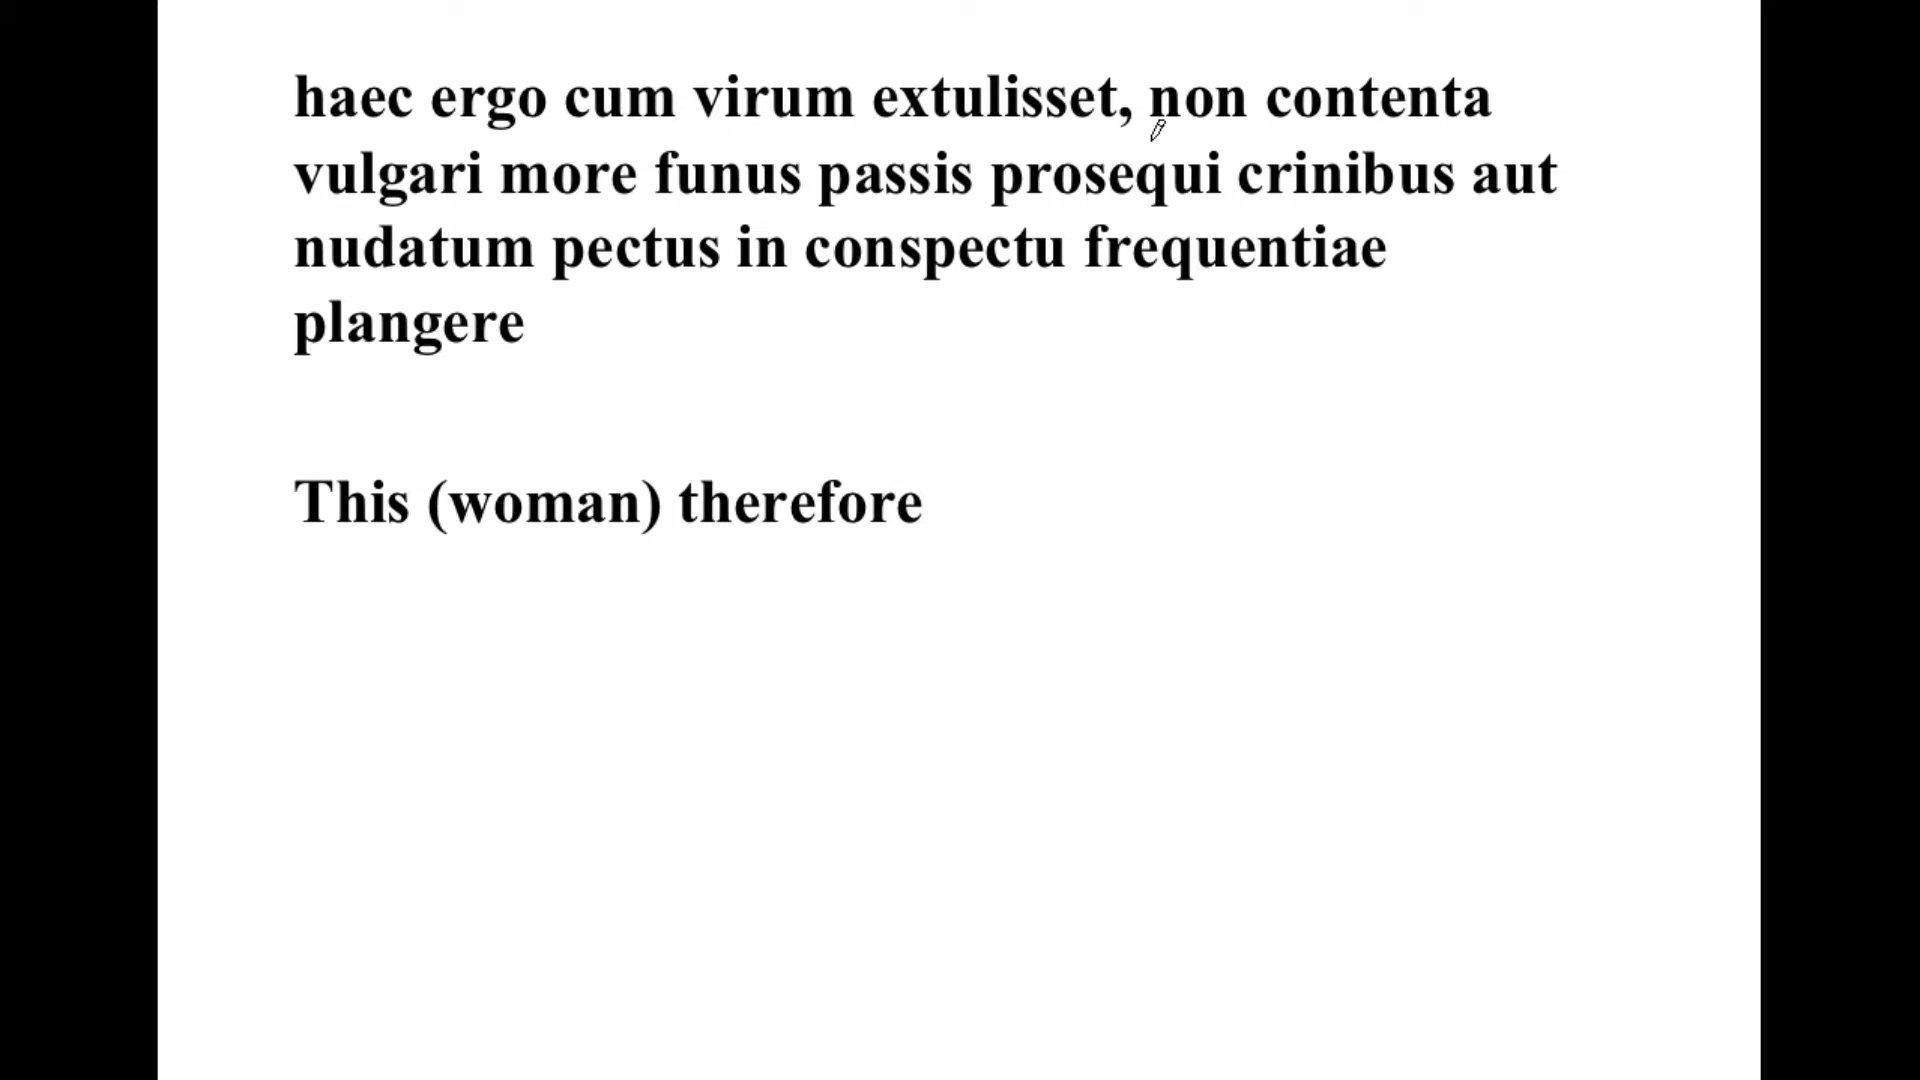 haec ergo cum virum extulisset, non contenta
vulgari more funus passis prosequi crinibus aut
nudatum pectus in conspectu frequentiae
plangere
This (woman) therefore